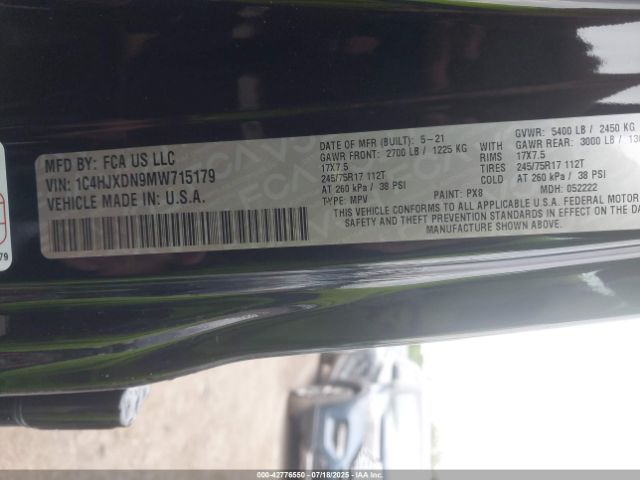 MFD BY: FCA US LLC
VIN: 1C4HJXDN9MW715179
VEHICLE MADE IN U.S.A.
DATE OF MFR (BUILT): 5-21 GVWR: 5400 LB / 2450 KG
GAWR FRONT: 2700 LB / 1225 KG WITH GAWR REAR: 3000 LB /
17X7.5 RIMS 17X7.5
245/75R17 112T TIRES 245/75R17 112T
AT 260 kPa / 38 PSI COLD AT 260 kPa / 38 PSI
TYPE: MPV PAINT: PX8 MDH: 052222
THIS VEHICLE CONFORMS TO ALL APPLICABLE U.S.A. FEDERAL MOTOR
SAFETY AND THEFT PREVENTION STANDARDS IN EFFECT ON THE DA
MANUFACTURE SHOWN ABOVE.
79
000-42776550 07/18/2025 IAAI.COM